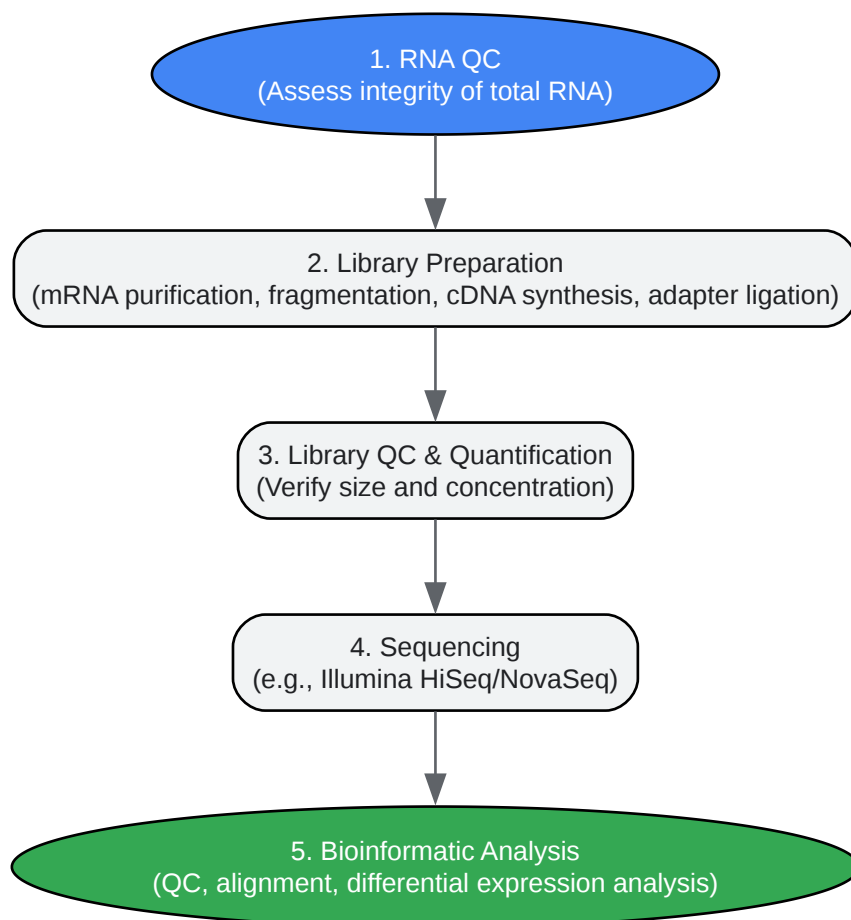 1. RNA QC
(Assess integrity of total RNA)
2. Library Preparation
(mRNA purification, fragmentation, cDNA synthesis, adapter ligation)
3. Library QC & Quantification
(Verify size and concentration)
4. Sequencing
(e.g., Illumina HiSeq/NovaSeq)
5. Bioinformatic Analysis
(QC, alignment, differential expression analysis)